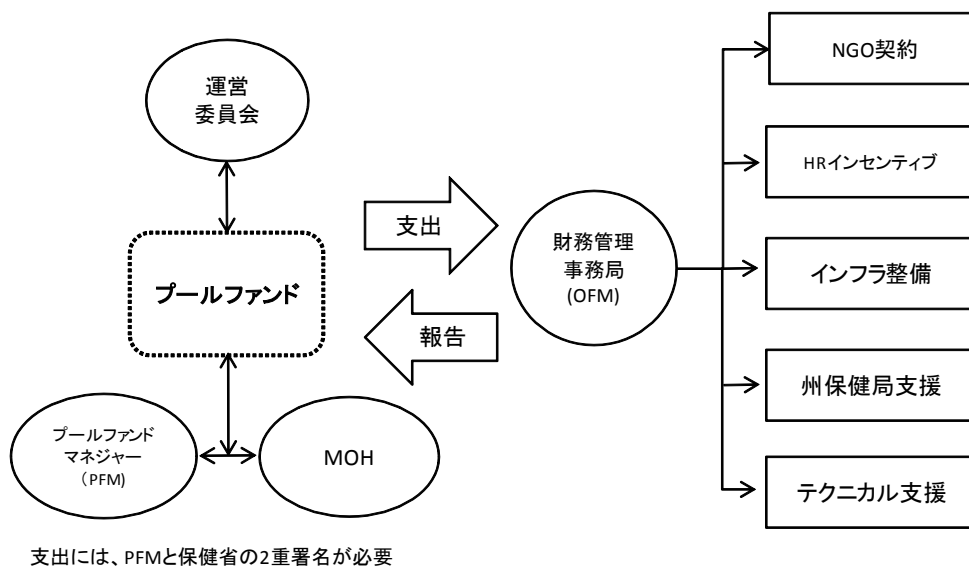 運営
委員会
プールファンド
プールファンド
マネジャー
（PFM)
MOH
支出
報告
財務管理
事務局
(OFM)
NGO契約
HRインセンティブ
インフラ整備
州保健局支援
テクニカル支援
支出には、PFMと保健省の2重署名が必要